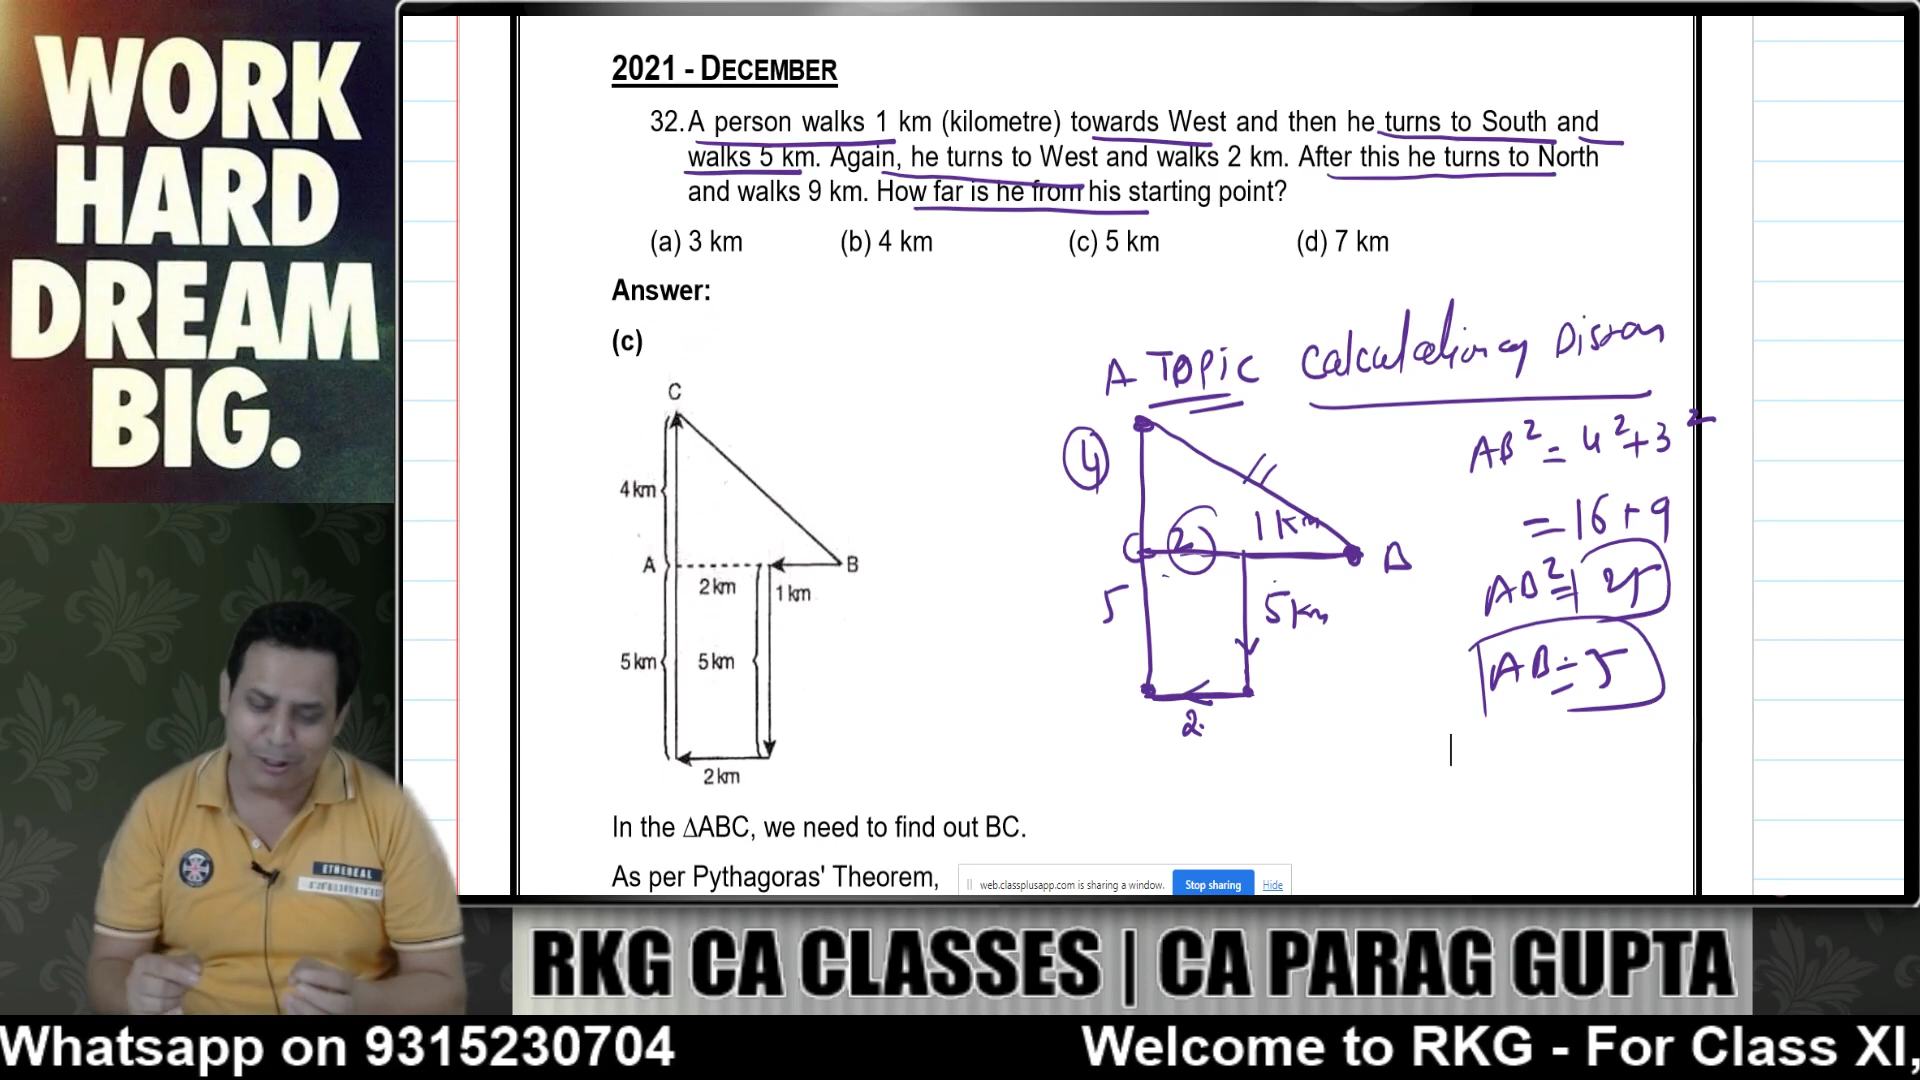 WORK
HARD
DREAM
BIG.
2021 - DECEMBER
32. A person walks 1 km (kilometre) towards West and then he turns to South and
walks 5 km. Again, he turns to West and walks 2 km. After this he turns to North
and walks 9 km. How far is he from his starting point?
(a) 3 km (b) 4 km (c) 5 km (d) 7 km
Answer:
(c)
C
4 km
A
B
2 km
1 km
5 km
5 km
2 km
A TOPIC Calculating
4
AB² = 4² + 3²
= 16 + 9
AB² = 25
AB = 5
C
2
1 km
B
5
5 km
2
In the ΔABC, we need to find out BC.
As per Pythagoras' Theorem,
web.classplusapp.com is sharing a window. Stop sharing Hide
ETHEREAL
RKG CA CLASSES | CA PARAG GUPTA
Whatsapp on 9315230704 Welcome to RKG - For Class XI,